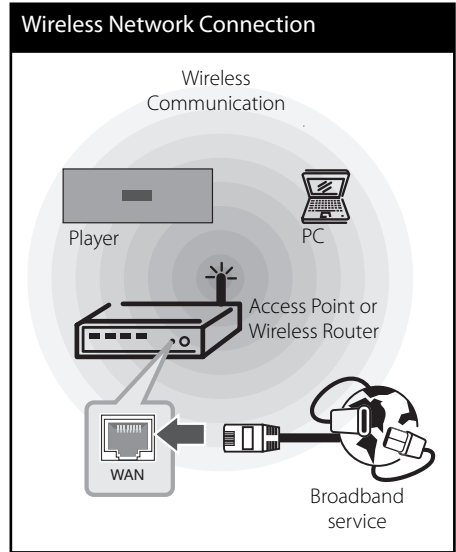 Wireless Network Connection
Wireless
Communication
Player
PC
Access Point or
Wireless Router
WAN
Broadband
service